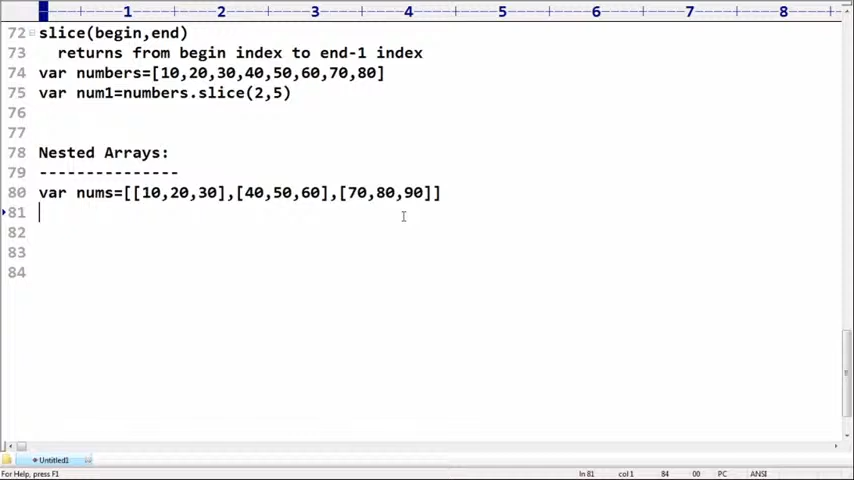 1 2 3 4 5 6 7 8
72 slice(begin,end)
73 returns from begin index to end-1 index
74 var numbers=[10,20,30,40,50,60,70,80]
75 var num1=numbers.slice(2,5)
76
77
78 Nested Arrays:
79 ---------------
80 var nums=[[10,20,30],[40,50,60],[70,80,90]]
81
82
83
84
Untitled1
For Help, press F1 ln 81 col 1 84 00 PC ANSI